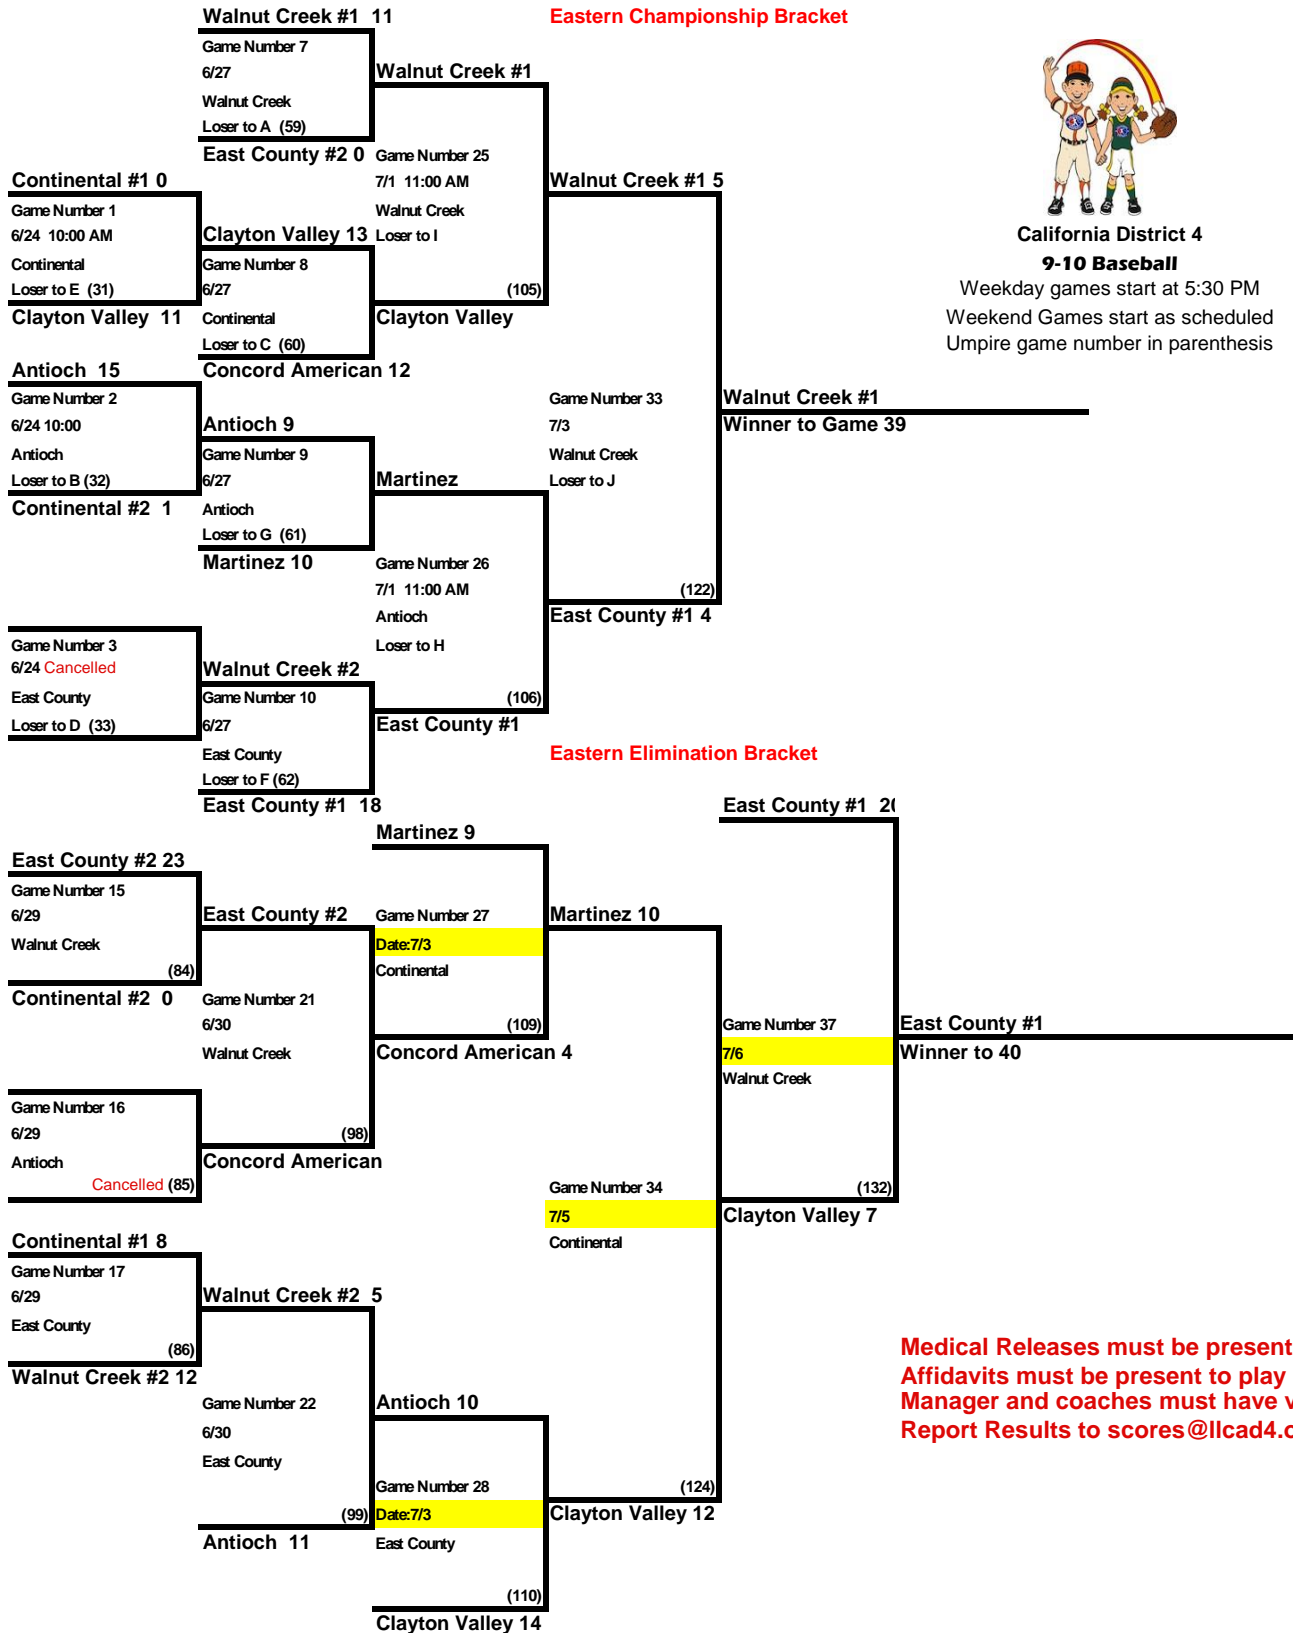 Walnut Creek #1  11
Eastern Championship Bracket
Game Number 7
6/27
Walnut Creek
Loser to A  (59)
East County #2 0
Walnut Creek #1
Game Number 25
7/1  11:00 AM
Walnut Creek
Loser to I
(105)
Continental #1 0
Game Number 1
6/24  10:00 AM
Continental
Loser to E  (31)
Clayton Valley  11
Clayton Valley 13
Game Number 8
6/27
Continental
Loser to C  (60)
Concord American 12
Clayton Valley
Walnut Creek #1 5
California District 4
9-10 Baseball
Weekday games start at 5:30 PM
Weekend Games start as scheduled
Umpire game number in parenthesis
Antioch  15
Game Number 2
6/24 10:00
Antioch
Loser to B (32)
Continental #2  1
Antioch 9
Game Number 9
6/27
Antioch
Loser to G  (61)
Martinez 10
Martinez
Game Number 26
7/1  11:00 AM
Antioch
Loser to H
(106)
Game Number 33
7/3
Walnut Creek
Loser to J
(122)
Walnut Creek #1
Winner to Game 39
East County #1 4
Game Number 3
6/24 Cancelled
East County
Loser to D  (33)
Walnut Creek #2
Game Number 10
6/27
East County
Loser to F (62)
East County #1  18
East County #1
Eastern Elimination Bracket
East County #1  20
Martinez 9
East County #2 23
Game Number 15
6/29
Walnut Creek
(84)
Continental #2  0
East County #2
Game Number 21
6/30
Walnut Creek
(98)
Concord American
Game Number 27
Date:7/3
Continental
(109)
Concord American 4
Martinez 10
Game Number 16
6/29
Antioch
Cancelled (85)
Game Number 37
7/6
Walnut Creek
(132)
East County #1
Winner to 40
Game Number 34
7/5
Continental
(124)
Clayton Valley 7
Continental #1 8
Game Number 17
6/29
East County
(86)
Walnut Creek #2 12
Walnut Creek #2  5
Game Number 22
6/30
East County
(99)
Antioch  11
Antioch 10
Game Number 28
Date:7/3
East County
(110)
Clayton Valley 14
Clayton Valley 12
Medical Releases must be present
Affidavits must be present to play
Manager and coaches must have v
Report Results to scores@llcad4.o